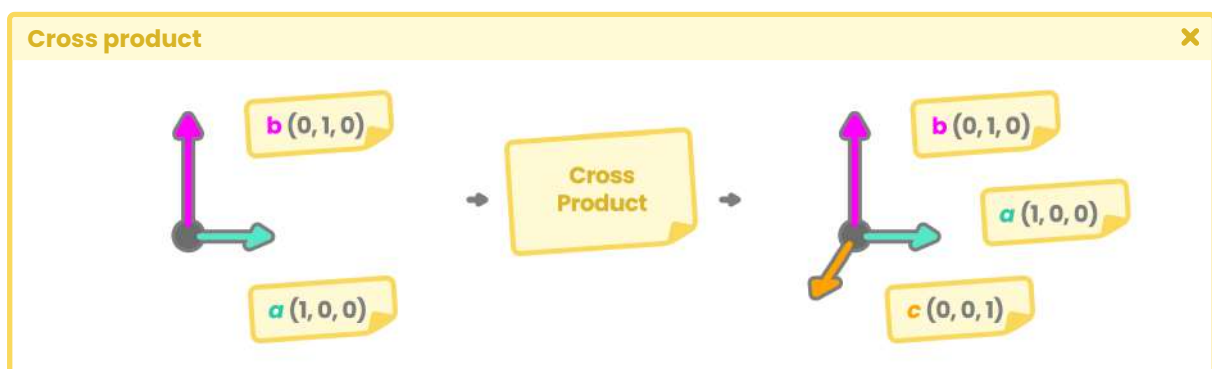 Cross product
b (0, 1, 0)
a (1, 0, 0)
Cross
Product
b (0, 1, 0)
a (1, 0, 0)
c (0, 0, 1)